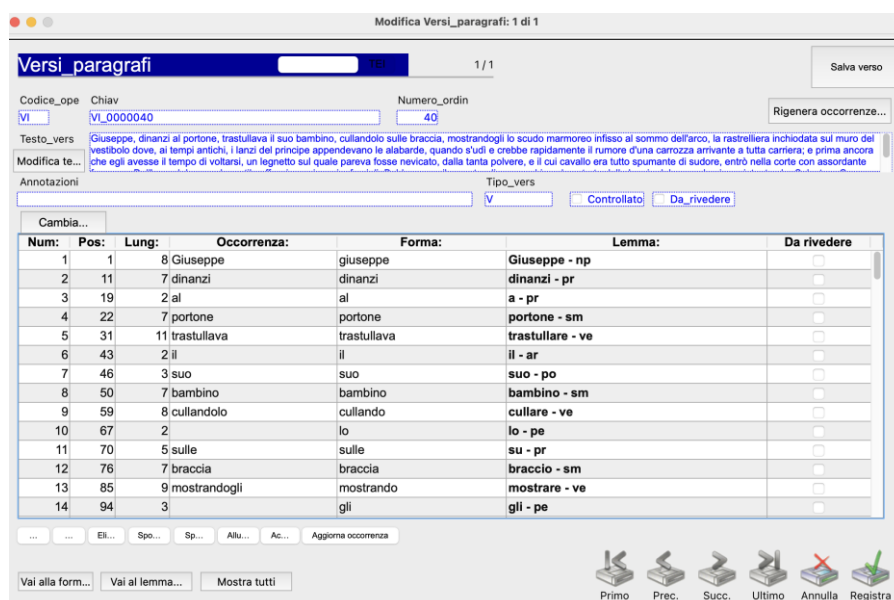 Modifica Versi_paragrafi: 1 di 1
Versi_paragrafi
1 / 1
Salva verso
Codice_ope Chiav Numero_ordin
VI VI_0000040 40
Rigenera occorrenze...
Testo_vers
Giuseppe, dinanzi al portone, trastullava il suo bambino, cullandolo sulle braccia, mostrandogli lo scudo marmoreo infisso al sommo dell'arco, la rastrelliera inchiodata sul muro del
vestibolo dove, ai tempi antichi, i lanzi del principe appendevano le alabarde, quando s'udì e crebbe rapidamente il rumore d'una carrozza arrivante a tutta carriera; e prima ancora
Modifica te...
che egli avesse il tempo di voltarsi, un legnetto sul quale pareva fosse nevicato, dalla tanta polvere, e il cui cavallo era tutto spumante di sudore, entrò nella corte con assordante
Annotazioni Tipo_vers
V Controllato Da_rivedere
Cambia...
Num: Pos: Lung: Occorrenza: Forma: Lemma: Da rivedere
1 1 8 Giuseppe giuseppe Giuseppe - np
2 11 7 dinanzi dinanzi dinanzi - pr
3 19 2 al al a - pr
4 22 7 portone portone portone - sm
5 31 11 trastullava trastullava trastullare - ve
6 43 2 il il il - ar
7 46 3 suo suo suo - po
8 50 7 bambino bambino bambino - sm
9 59 8 cullandolo cullando cullare - ve
10 67 2 lo lo - pe
11 70 5 sulle sulle su - pr
12 76 7 braccia braccia braccio - sm
13 85 9 mostrandogli mostrando mostrare - ve
14 94 3 gli gli - pe
... ... Eli... Spo... Sp... Allu... Ac... Aggiorna occorrenza
Vai alla form... Vai al lemma... Mostra tutti
Primo Prec. Succ. Ultimo Annulla Registra